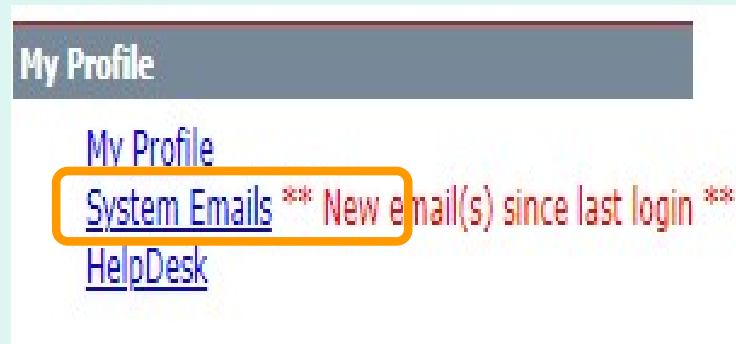 My Profile
My Profile
System Emails ** New email(s) since last login **
HelpDesk